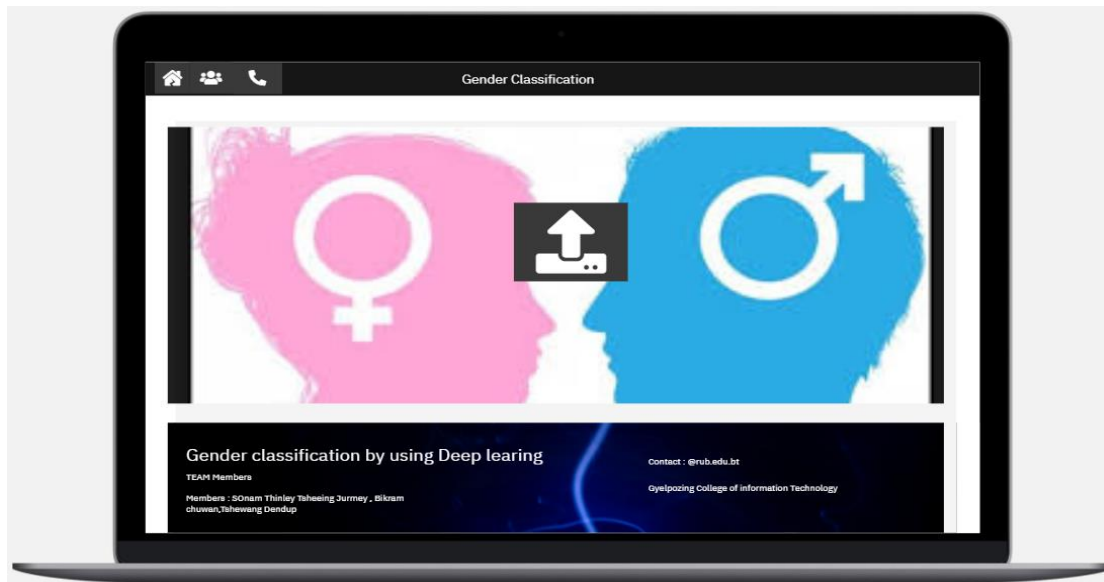 Gender Classification
Gender classification by using Deep learing
TEAM Members
Members : SOnam Thinley Tsheeing Jurmey , Bikram
chuwan,Tshewang Dendup
Contact : @rub.edu.bt
Gyelpozing College of information Technology